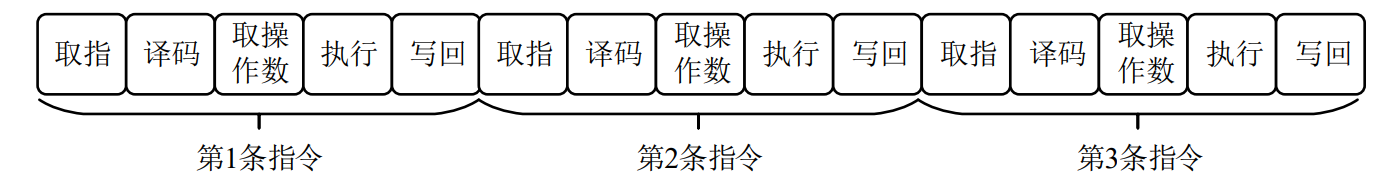 取指 译码 取操作数 执行 写回 取指 译码 取操作数 执行 写回 取指 译码 取操作数 执行 写回
第1条指令 第2条指令 第3条指令